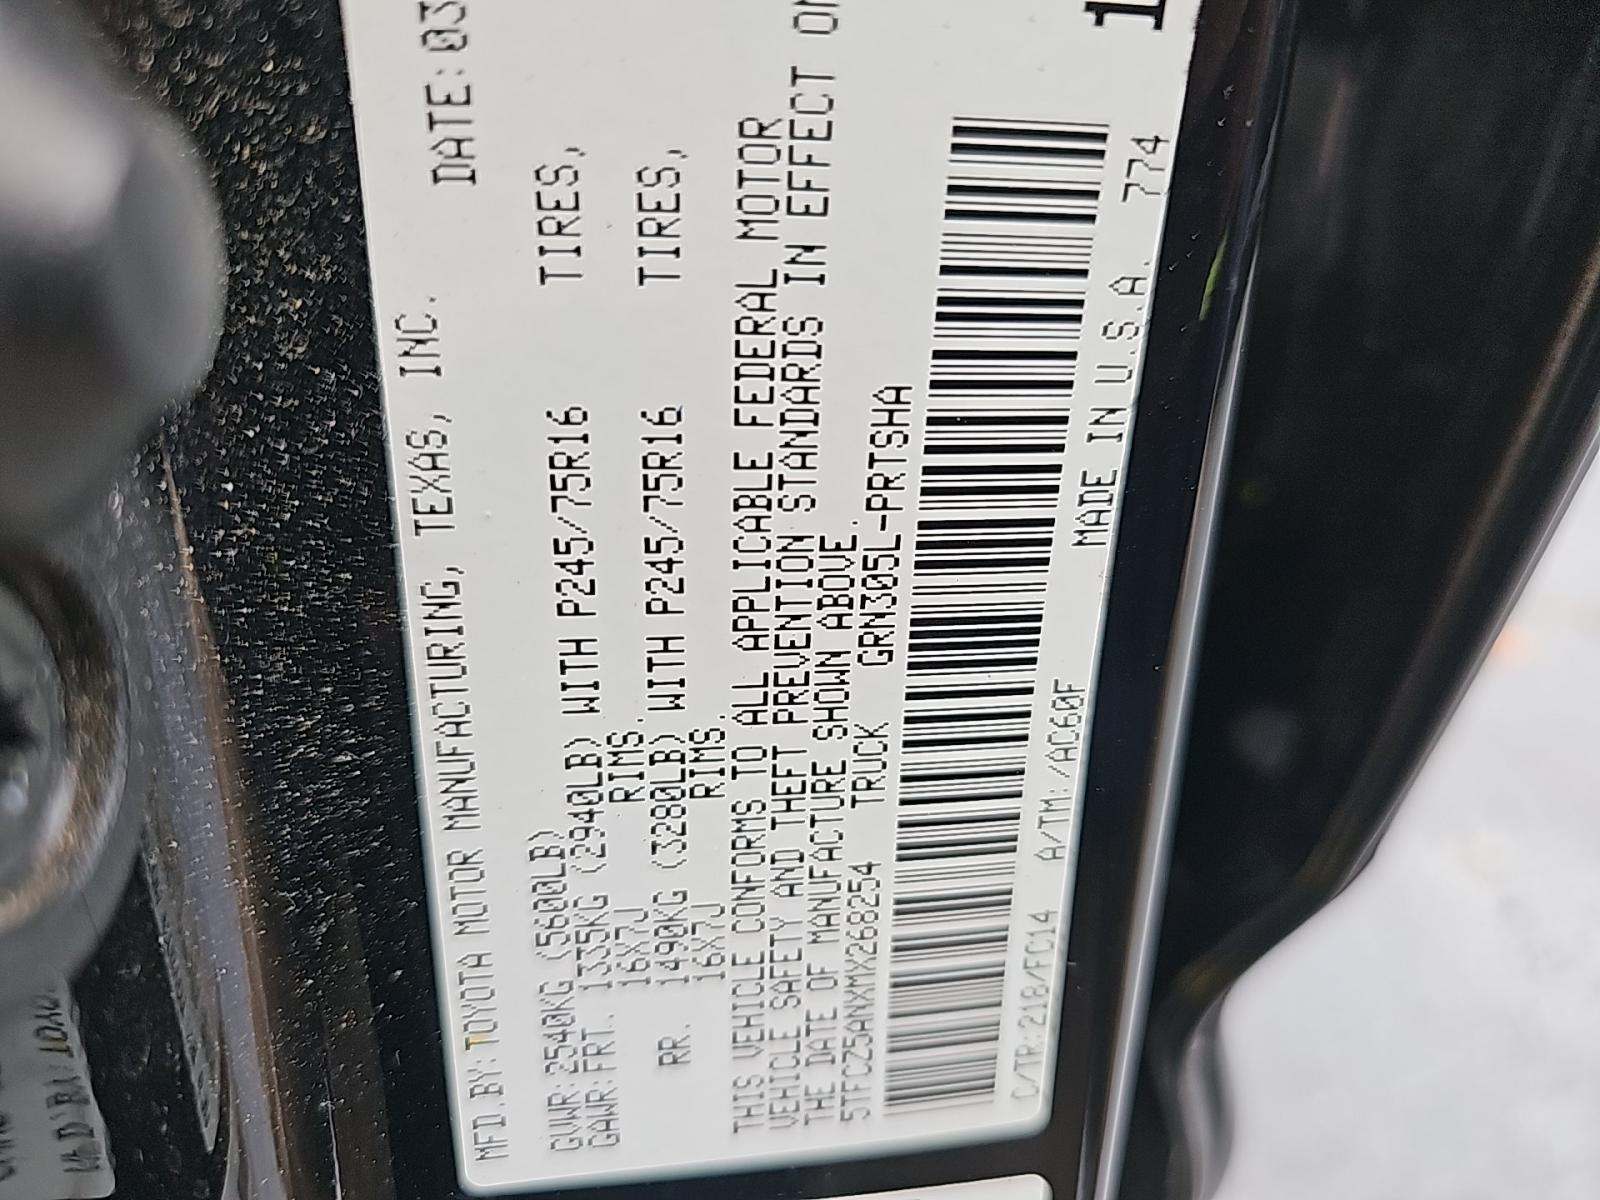 MFD.BY:TOYOTA MOTOR MANUFACTURING, TEXAS, INC. DATE:03
GVWR:2540KG (5600LB)
GAWR:FRT. 1335KG (2940LB) WITH P245/75R16 TIRES,
16X7J RIMS.
RR. 1490KG (3280LB) WITH P245/75R16 TIRES,
16X7J RIMS.
THIS VEHICLE CONFORMS TO ALL APPLICABLE FEDERAL MOTOR
VEHICLE SAFETY AND THEFT PREVENTION STANDARDS IN EFFECT ON
THE DATE OF MANUFACTURE SHOWN ABOVE.
5TFCZ5ANXMX268254 TRUCK GRN305L-PRTSHA
C/TR:218/FC14 A/TM:/AC60F MADE IN U.S.A. 774
1